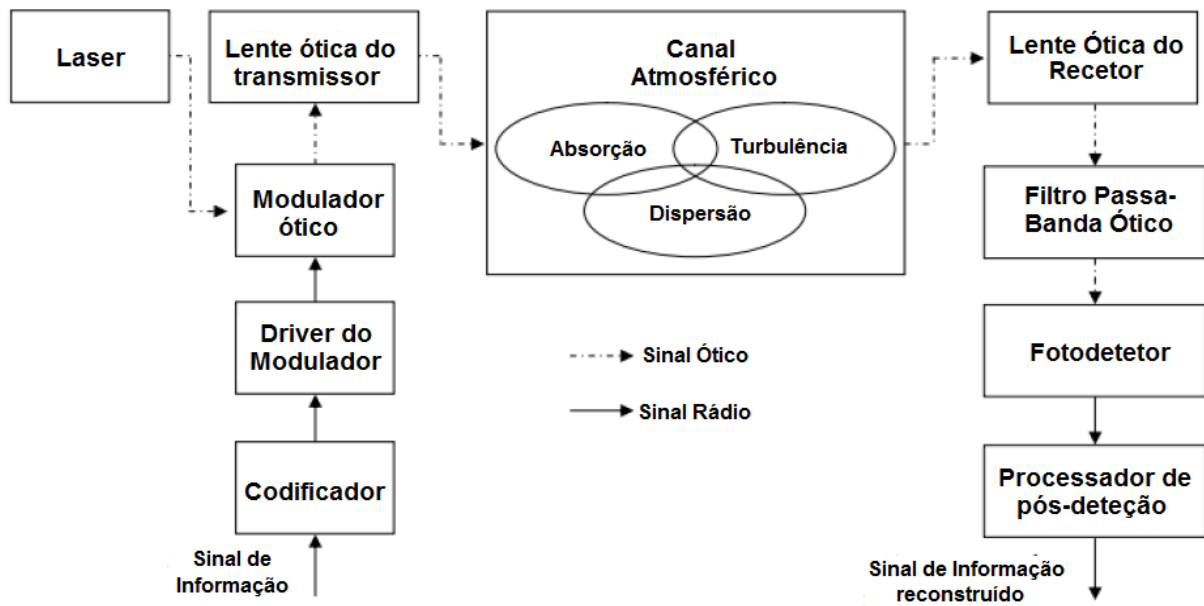 Laser
Lente ótica do
transmissor
Canal
Atmosférico
Absorção
Turbulência
Dispersão
Lente Ótica do
Recetor
Modulador
ótico
Filtro Passa-
Banda Ótico
Driver do
Modulador
Sinal Ótico
Sinal Rádio
Fotodetetor
Codificador
Processador de
pós-deteção
Sinal de
Informação
Sinal de Informação
reconstruído